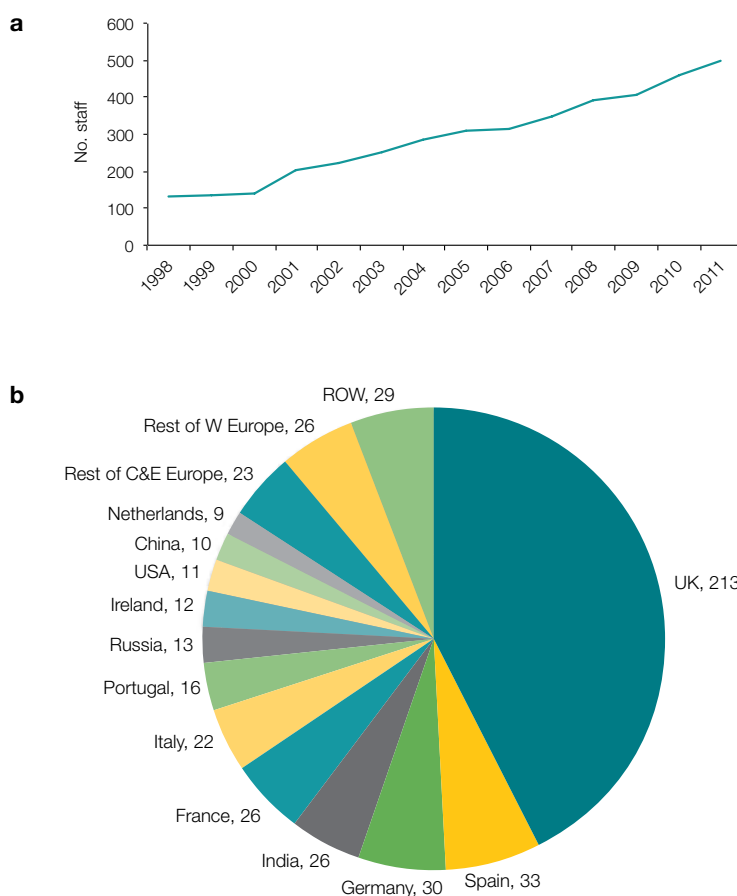 a
600
500
400
300
200
100
0
No. staff
1998
1999
2000
2001
2002
2003
2004
2005
2006
2007
2008
2009
2010
2011
b
ROW, 29
Rest of W Europe, 26
Rest of C&E Europe, 23
Netherlands, 9
China, 10
USA, 11
Ireland, 12
Russia, 13
Portugal, 16
Italy, 22
France, 26
India, 26
Germany, 30
Spain, 33
UK, 213